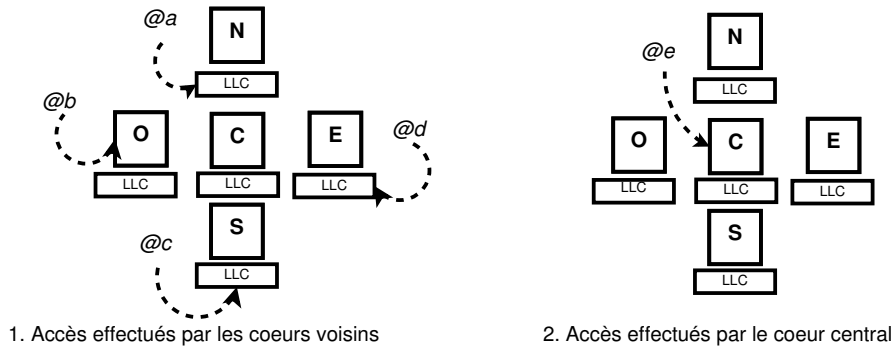 @a
N
LLC
@b
O
C
E
@d
LLC
LLC
LLC
@c
S
LLC
1. Accès effectués par les coeurs voisins
@e
N
LLC
O
C
E
LLC
LLC
LLC
S
LLC
2. Accès effectués par le coeur central